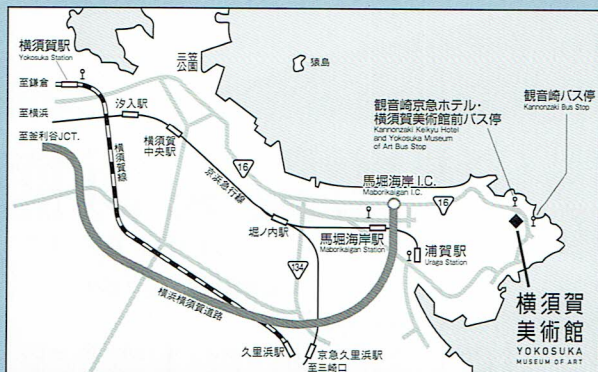 横須賀駅
Yokosuka Station
三笠
公園
猿島
至鎌倉
至横浜
至釜利谷JCT.
汐入駅
横須賀
中央駅
横須賀線
16
京浜急行線
観音崎京急ホテル・
横須賀美術館前バス停
Kannonzaki Keikyu Hotel
and Yokosuka Museum
of Art Bus Stop
観音崎バス停
Kannonzaki Bus Stop
馬堀海岸I.C.
Maborikaigan I.C.
16
堀ノ内駅
馬堀海岸駅
Maborikaigan Station
浦賀駅
Uraga Station
134
横浜横須賀道路
久里浜駅
京急久里浜駅
至三崎口
横須賀
美術館
YOKOSUKA
MUSEUM OF ART